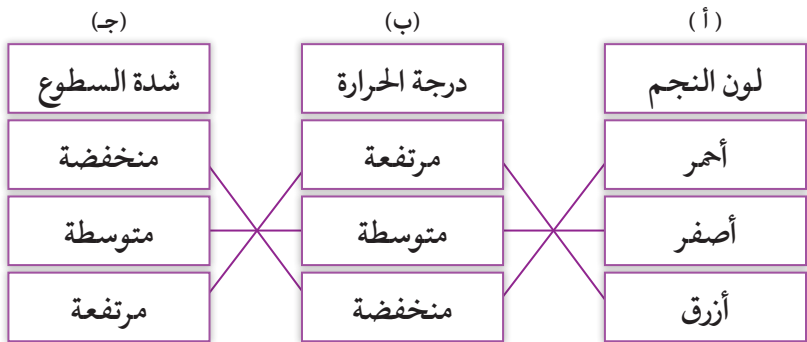 ( أ ) (ب) (جـ)
لون النجم درجة الحرارة شدة السطوع
أحمر مرتفعة منخفضة
أصفر متوسطة متوسطة
أزرق منخفضة مرتفعة